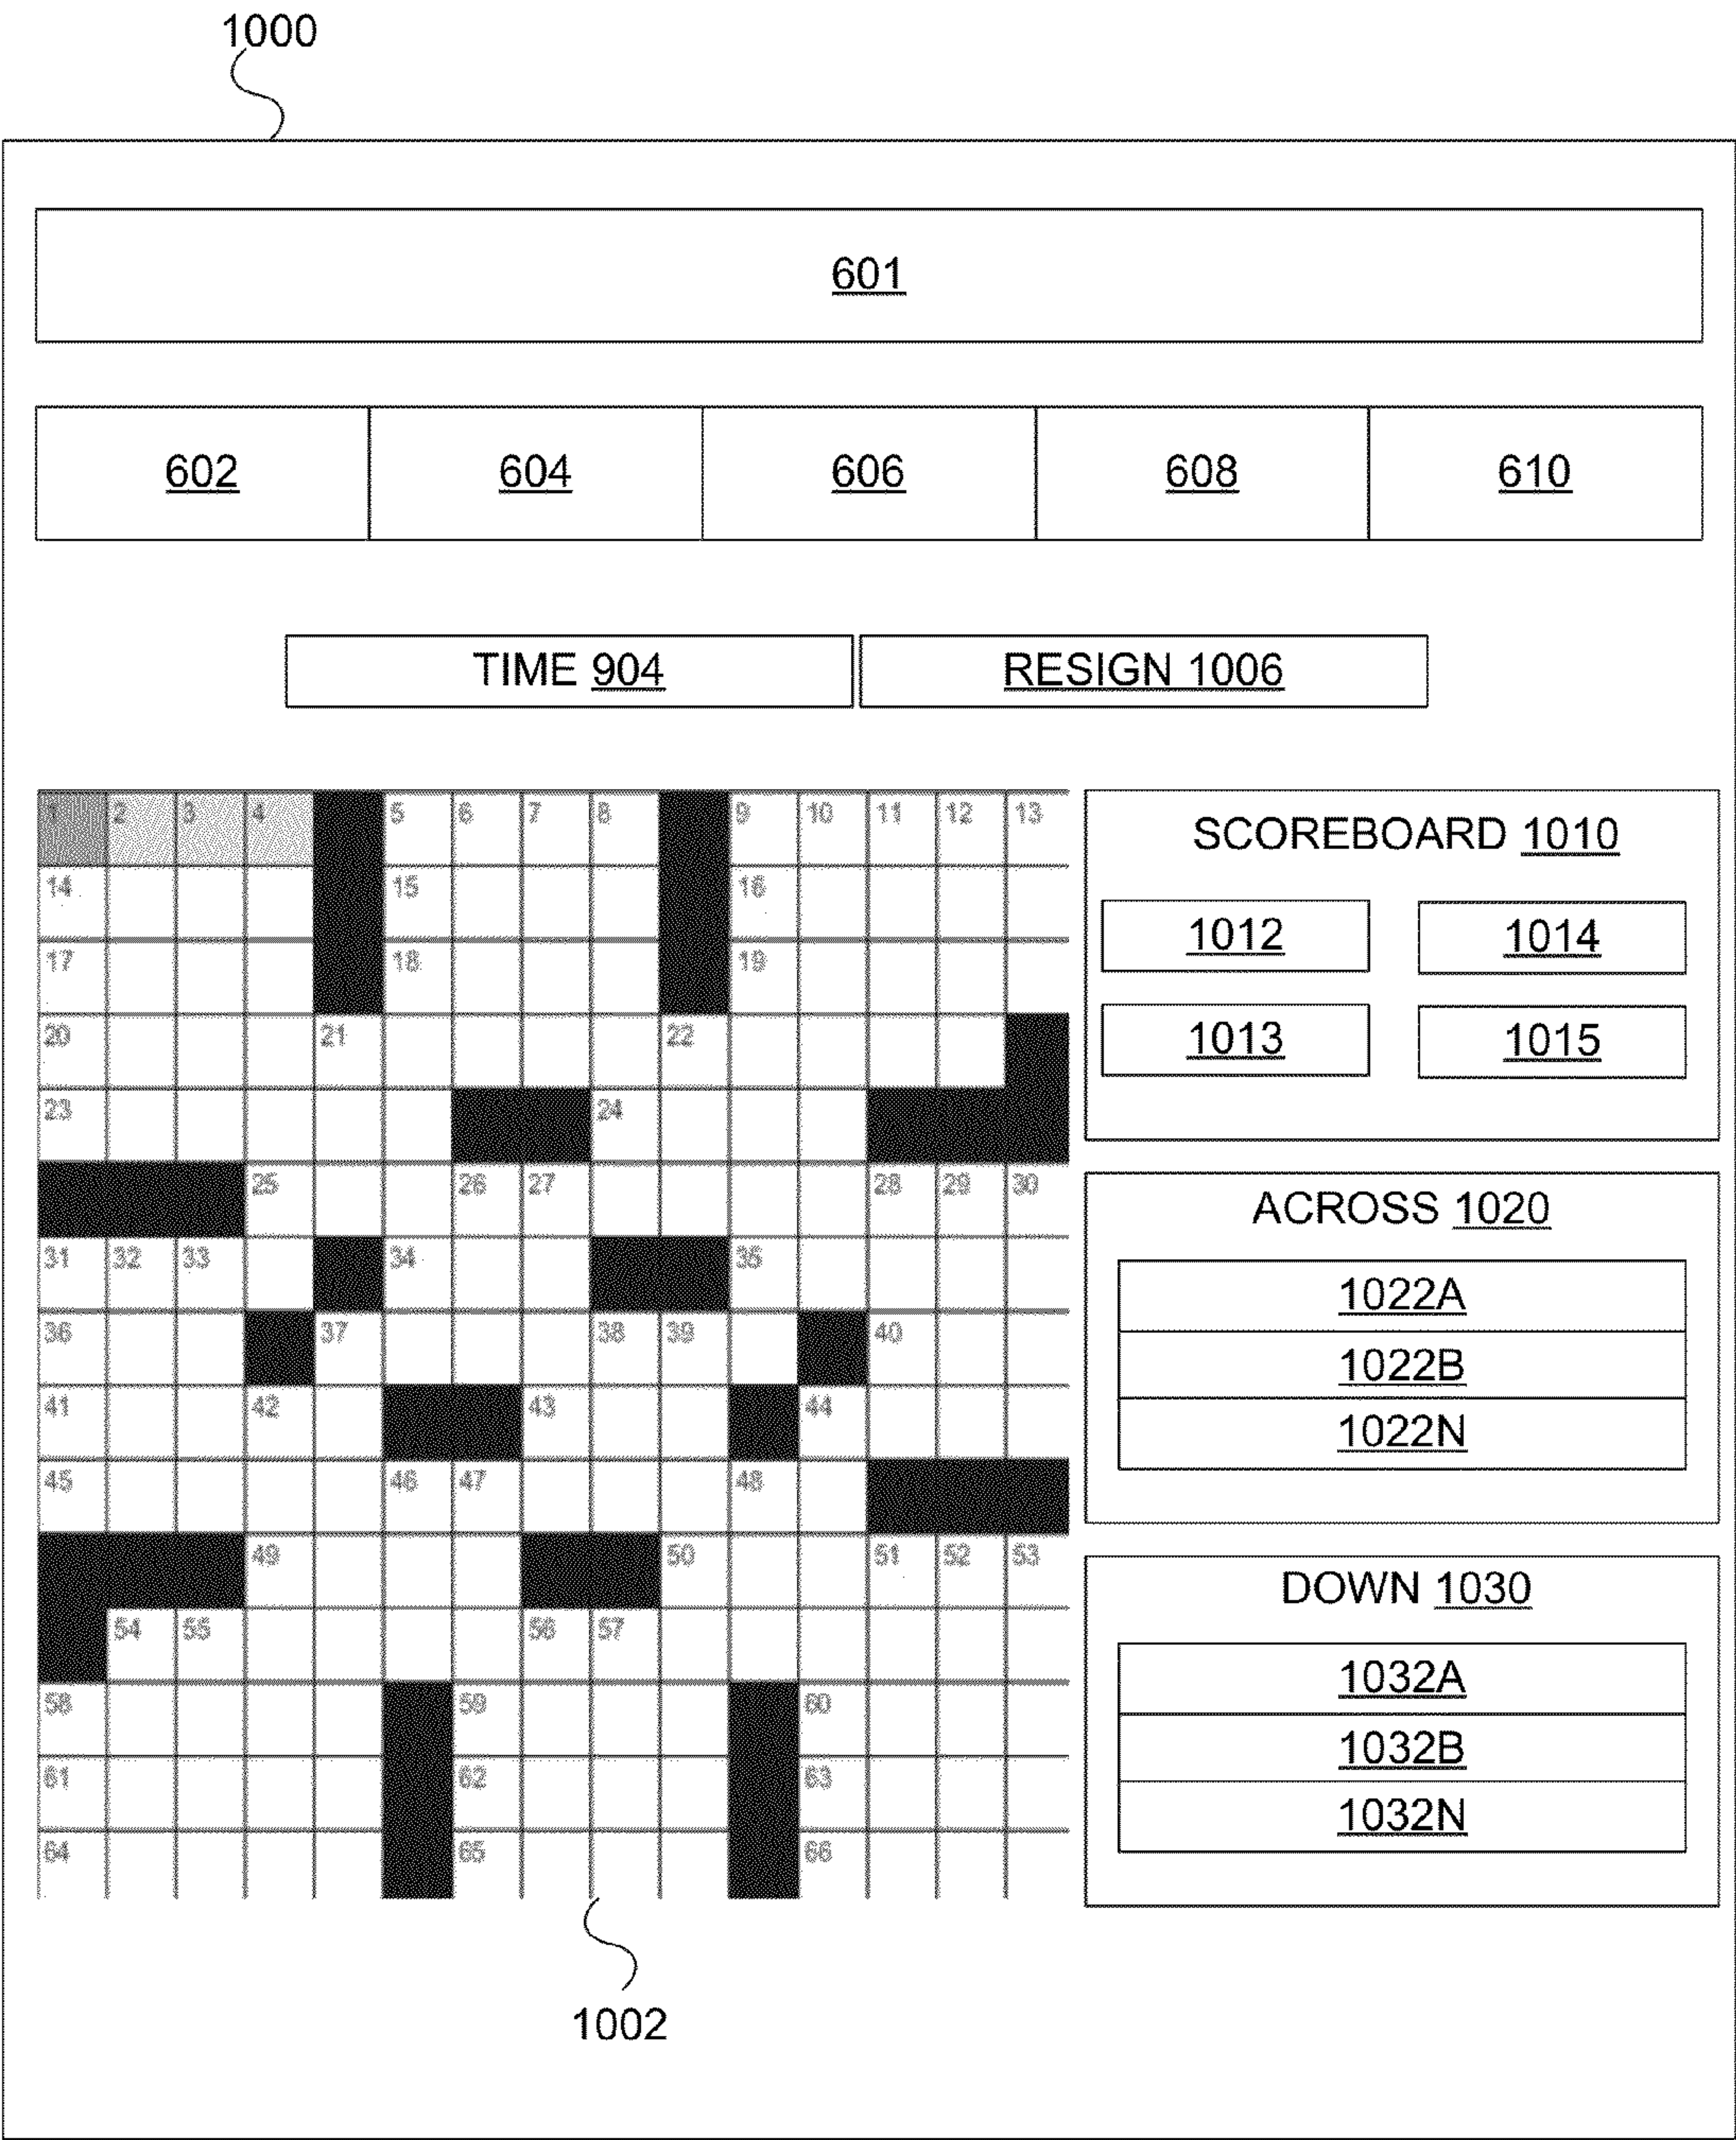 1000
601
602 604 606 608 610
TIME 904 RESIGN 1006
1 2 3 4 5 6 7 8 9 10 11 12 13
14 15 16
17 18 19
20 21 22
23 24
25 26 27 28 29 30
31 32 33 34 35
36 37 38 39 40
41 42 43 44
45 46 47 48
49 50 51 52 53
54 55 56 57
58 59 60
61 62 63
64 65 66
SCOREBOARD 1010
1012 1014
1013 1015
ACROSS 1020
1022A
1022B
1022N
DOWN 1030
1032A
1032B
1032N
1002